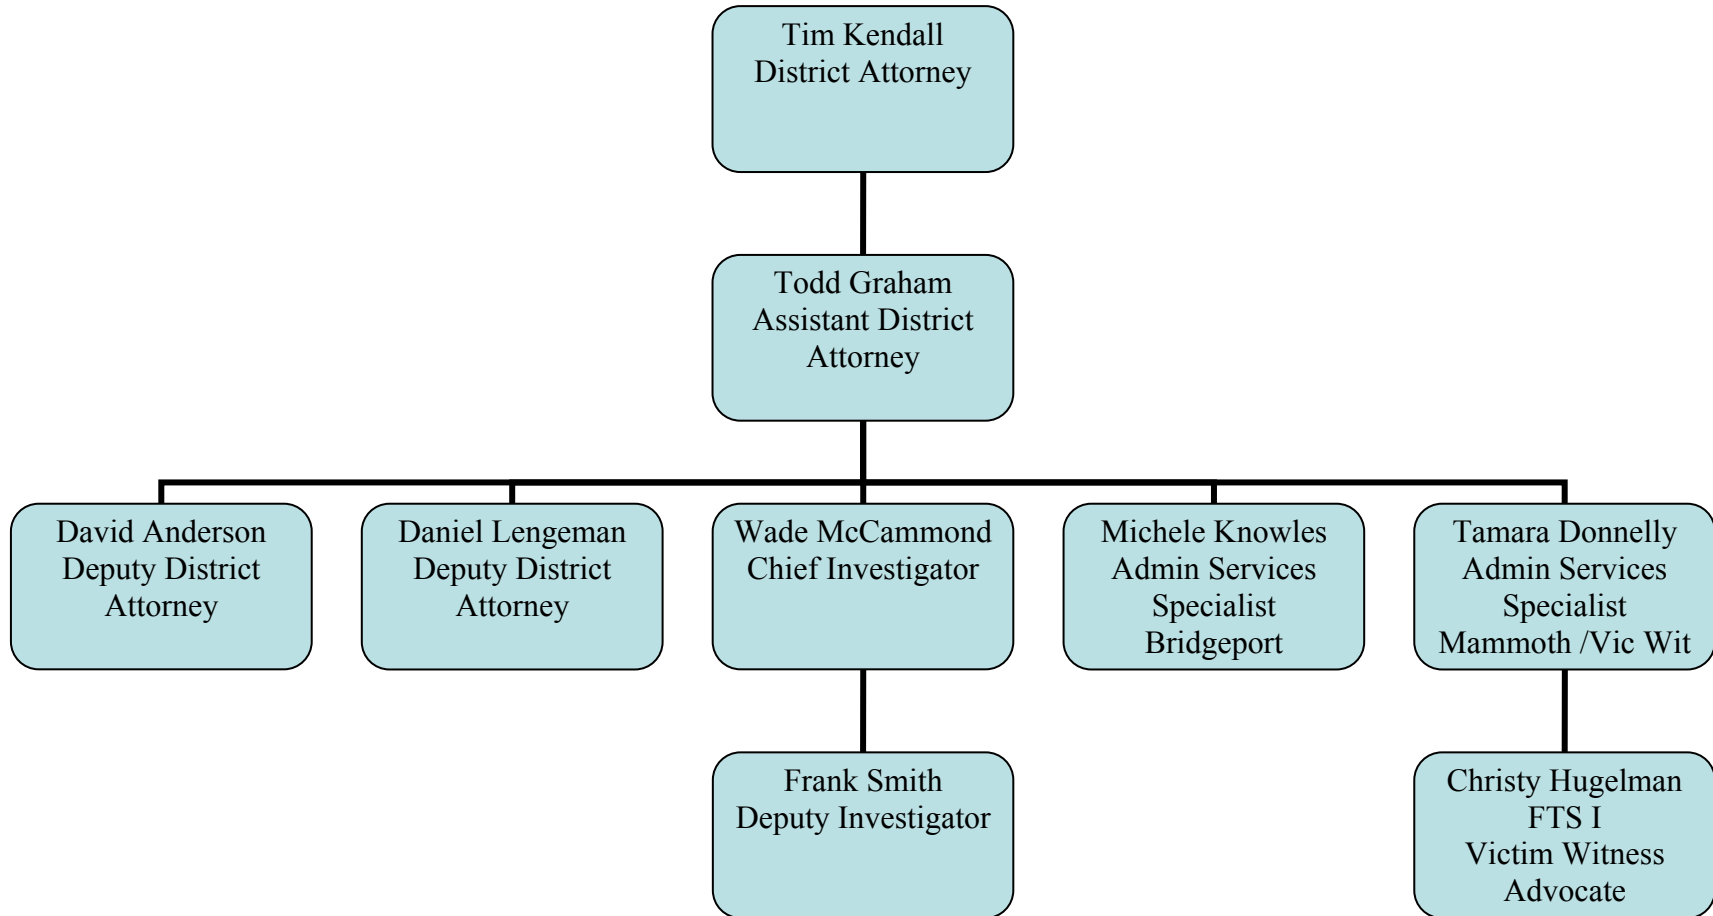 Tim Kendall
District Attorney
Todd Graham
Assistant District
Attorney
David Anderson
Deputy District
Attorney
Daniel Lengeman
Deputy District
Attorney
Wade McCammond
Chief Investigator
Michele Knowles
Admin Services
Specialist
Bridgeport
Tamara Donnelly
Admin Services
Specialist
Mammoth /Vic Wit
Frank Smith
Deputy Investigator
Christy Hugelman
FTS I
Victim Witness
Advocate